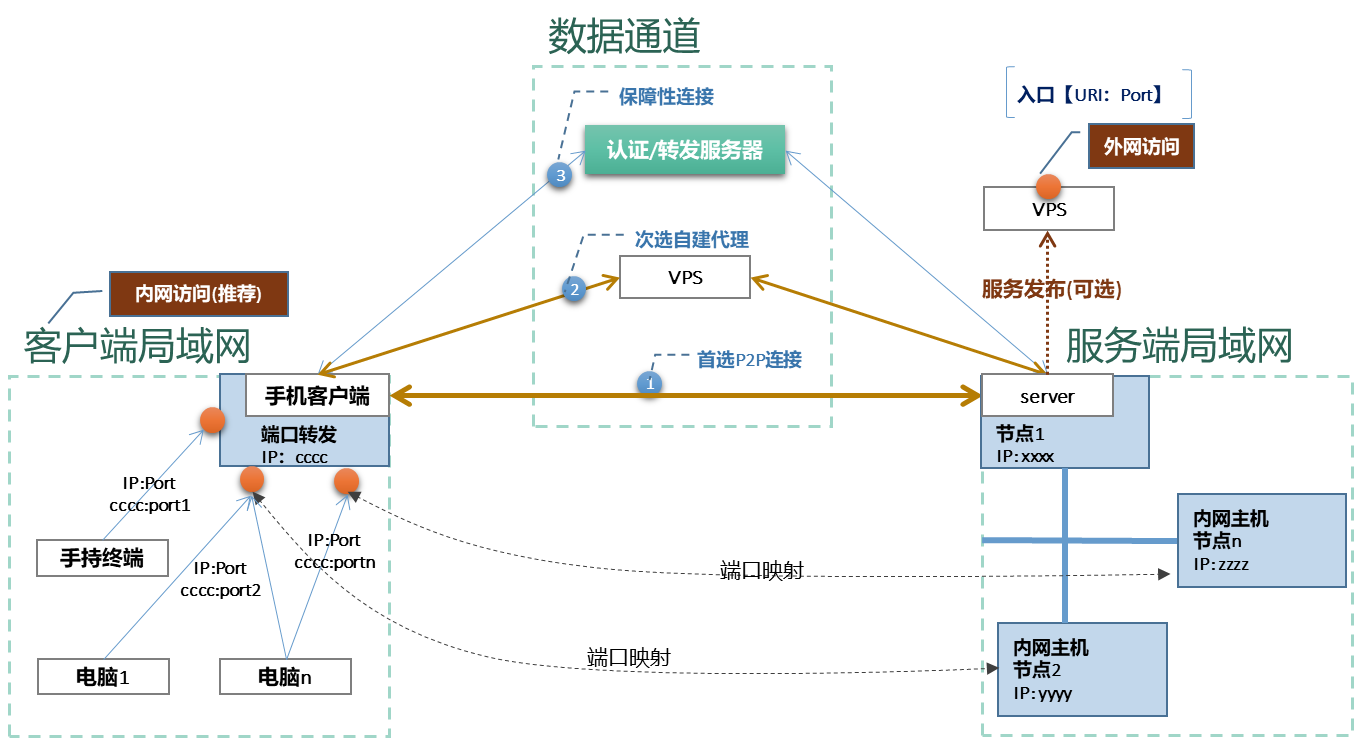 数据通道
保障性连接
认证/转发服务器
3
入口【URI：Port】
外网访问
VPS
次选自建代理
VPS
2
服务发布(可选)
内网访问(推荐)
客户端局域网
服务端局域网
首选P2P连接
1
手机客户端
端口转发
IP：cccc
server
节点1
IP:xxxx
IP:Port
cccc:port1
手持终端
IP:Port
cccc:port2
IP:Port
cccc:portn
电脑1
电脑n
端口映射
端口映射
内网主机
节点n
IP:zzzz
内网主机
节点2
IP:yyyy